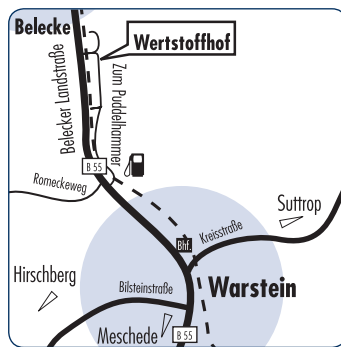 Belecke
Wertstoffhof
Belecker Landstraße
Zum Puddelhammer
B 55
Romeckeweg
Suttrop
Kreisstraße
Bhf.
Hirschberg
Bilsteinstraße
Warstein
Meschede
B 55